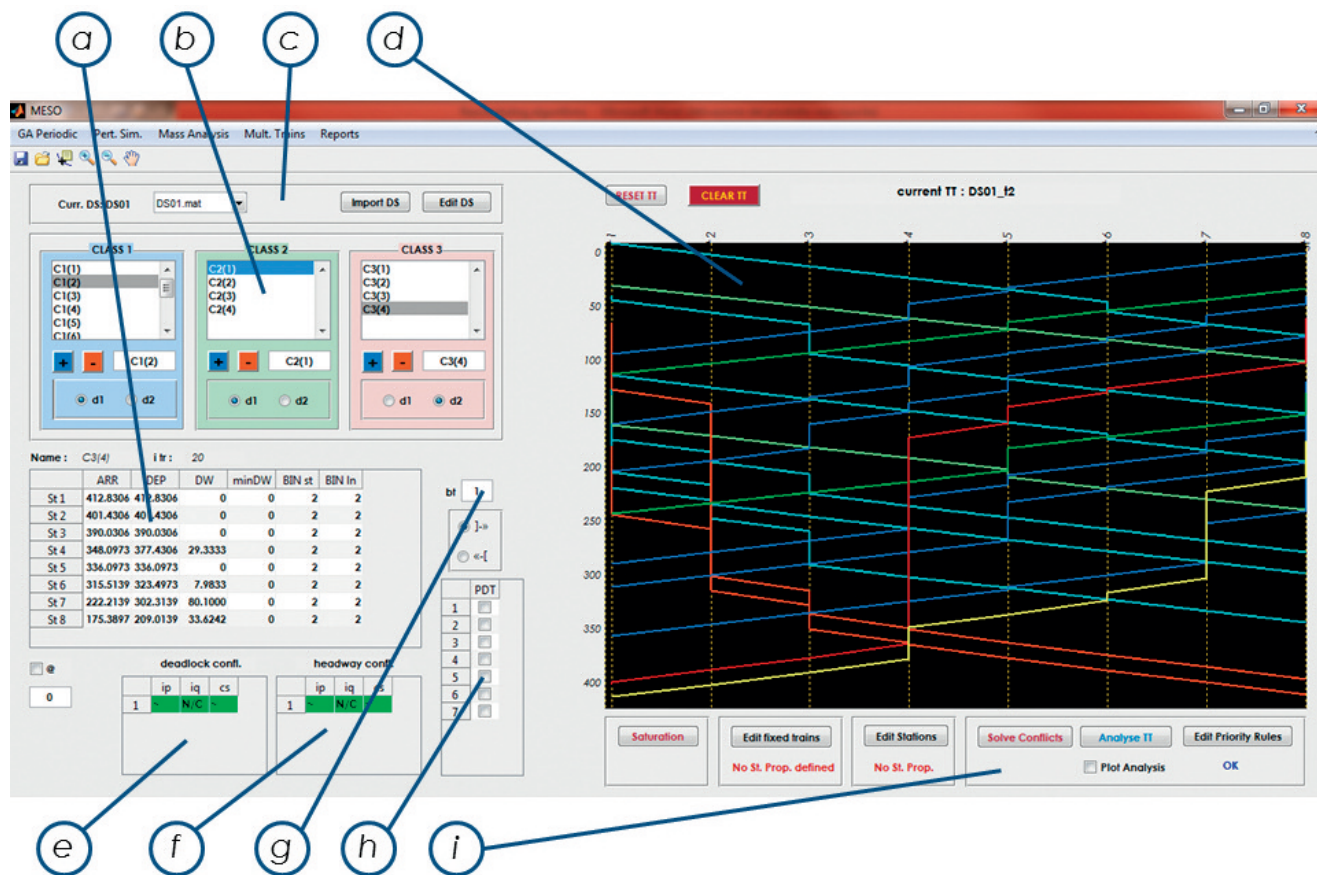 a b c d
MESO
GA Periodic Pert. Sim. Mass Analysis Mult. Trains Reports
Curr. DS: DS01 DS01.mat Import DS Edit DS
RESET TT CLEAR TT current TT : DS01_t2
CLASS 1 CLASS 2 CLASS 3
C1(1) C2(1) C3(1)
C1(2) C2(2) C3(2)
C1(3) C2(3) C3(3)
C1(4) C2(4) C3(4)
C1(5)
C1(6)
+ - C1(2) + - C2(1) + - C3(4)
d1 d2 d1 d2 d1 d2
Name : C3(4) i tr : 20
ARR DEP DW minDW BIN st BIN ln
St 1 412.8306 412.8306 0 0 2 2
St 2 401.4306 401.4306 0 0 2 2
St 3 390.0306 390.0306 0 0 2 2
St 4 348.0973 377.4306 29.3333 0 2 2
St 5 336.0973 336.0973 0 0 2 2
St 6 315.5139 323.4973 7.9833 0 2 2
St 7 222.2139 302.3139 80.1000 0 2 2
St 8 175.3897 209.0139 33.6242 0 2 2
bt 1
]-»
«-[
PDT
1
2
3
4
5
6
7
@
0
deadlock confl. headway confl.
ip iq cs ip iq cs
1 ~ N/C ~ 1 ~ N/C ~
1 2 3 4 5 6 7 8
0
50
100
150
200
250
300
350
400
Saturation Edit fixed trains Edit Stations Solve Conflicts Analyse TT Edit Priority Rules
No St. Prop. defined No St. Prop. Plot Analysis OK
e f g h i